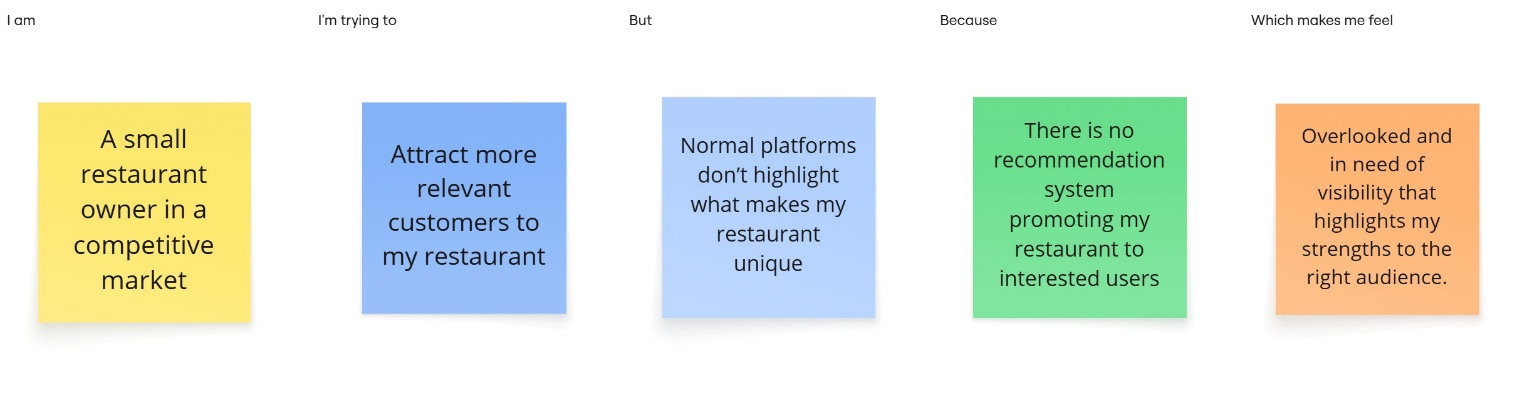 I am
I'm trying to
But
Because
Which makes me feel
A small
restaurant
owner in a
competitive
market
Attract more
relevant
customers to
my restaurant
Normal platforms
don’t highlight
what makes my
restaurant
unique
There is no
recommendation
system
promoting my
restaurant to
interested users
Overlooked and
in need of
visibility that
highlights my
strengths to the
right audience.